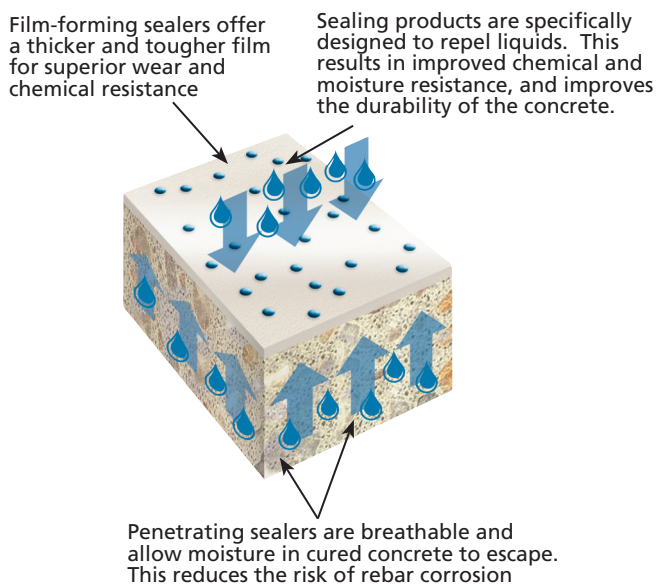 Film-forming sealers offer
a thicker and tougher film
for superior wear and
chemical resistance
Sealing products are specifically
designed to repel liquids.  This
results in improved chemical and
moisture resistance, and improves
the durability of the concrete.
Penetrating sealers are breathable and
allow moisture in cured concrete to escape.
This reduces the risk of rebar corrosion